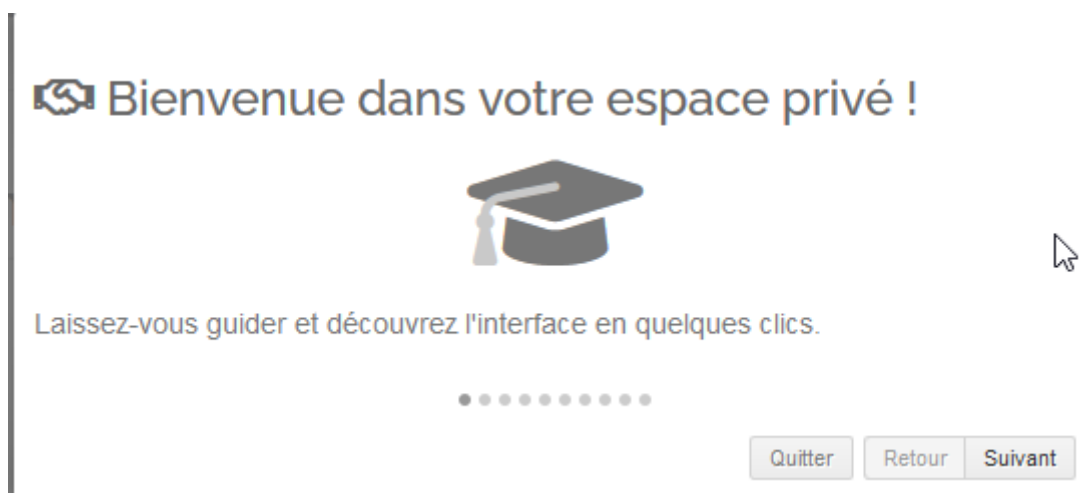 Bienvenue dans votre espace privé !
Laissez-vous guider et découvrez l'interface en quelques clics.
Quitter Retour Suivant